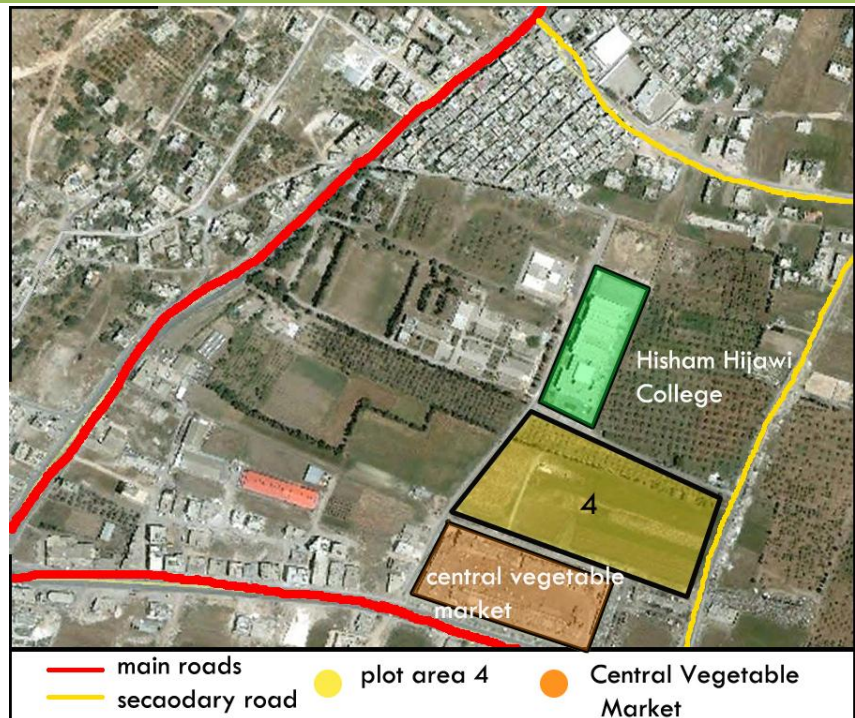 Hisham Hijawi
College
4
central vegetable
market
main roads
secaodary road
plot area 4
Central Vegetable
Market